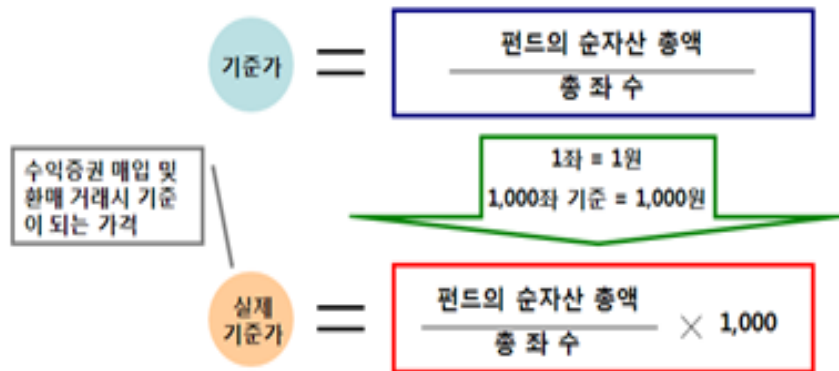 기준가
=
펀드의 순자산 총액
총 좌 수
1좌 = 1원
1,000좌 기준 = 1,000원
수익증권 매입 및
환매 거래시 기준
이 되는 가격
실제
기준가
=
펀드의 순자산 총액
총 좌 수
× 1,000